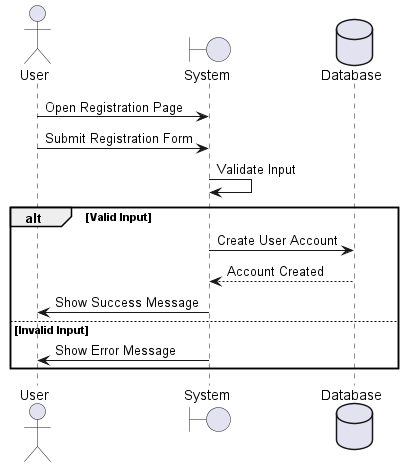 User
System
Database
Open Registration Page
Submit Registration Form
Validate Input
alt [Valid Input]
Create User Account
Account Created
Show Success Message
[Invalid Input]
Show Error Message
User
System
Database